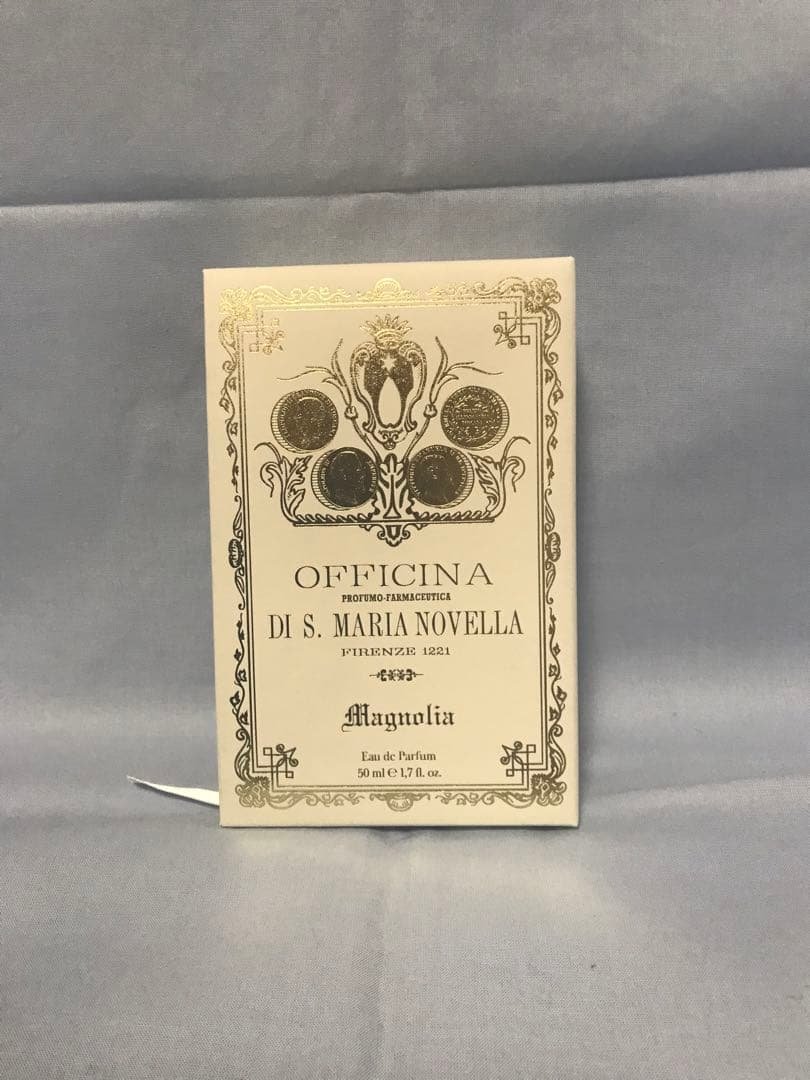 OFFICINA
PROFUMO-FARMACEUTICA
DI S. MARIA NOVELLA
FIRENZE 1221
Magnolia
Eau de Parfum
50 ml ℮ 1,7 fl. oz.